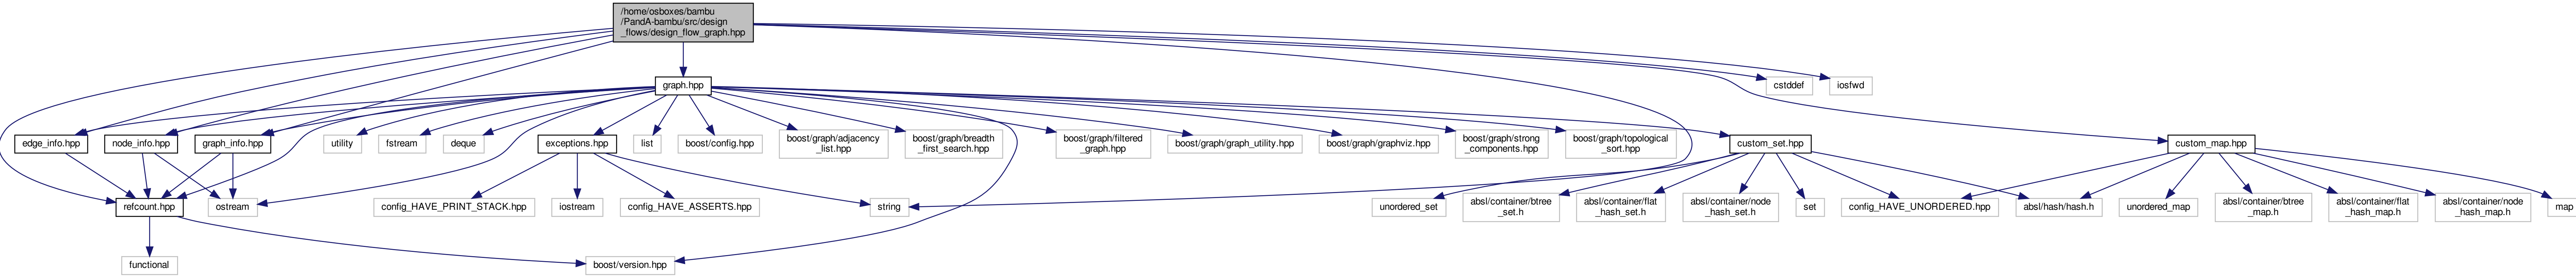 /home/osboxes/bambu
/PandA-bambu/src/design
_flows/design_flow_graph.hpp
graph.hpp
cstddef
iosfwd
edge_info.hpp
node_info.hpp
graph_info.hpp
utility
fstream
deque
exceptions.hpp
list
boost/config.hpp
boost/graph/adjacency
_list.hpp
boost/graph/breadth
_first_search.hpp
boost/graph/filtered
_graph.hpp
boost/graph/graph_utility.hpp
boost/graph/graphviz.hpp
boost/graph/strong
_components.hpp
boost/graph/topological
_sort.hpp
custom_set.hpp
custom_map.hpp
refcount.hpp
ostream
config_HAVE_PRINT_STACK.hpp
iostream
config_HAVE_ASSERTS.hpp
string
unordered_set
absl/container/btree
_set.h
absl/container/flat
_hash_set.h
absl/container/node
_hash_set.h
set
config_HAVE_UNORDERED.hpp
absl/hash/hash.h
unordered_map
absl/container/btree
_map.h
absl/container/flat
_hash_map.h
absl/container/node
_hash_map.h
map
functional
boost/version.hpp